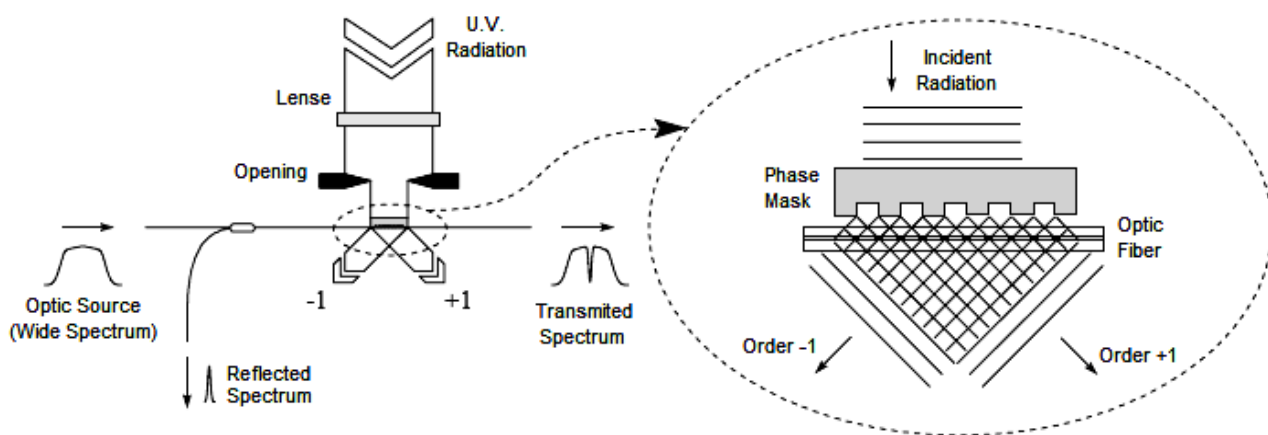 U.V.
Radiation
Lense
Opening
Optic Source
(Wide Spectrum)
Reflected
Spectrum
-1
+1
Transmited
Spectrum
Incident
Radiation
Phase
Mask
Optic
Fiber
Order -1
Order +1